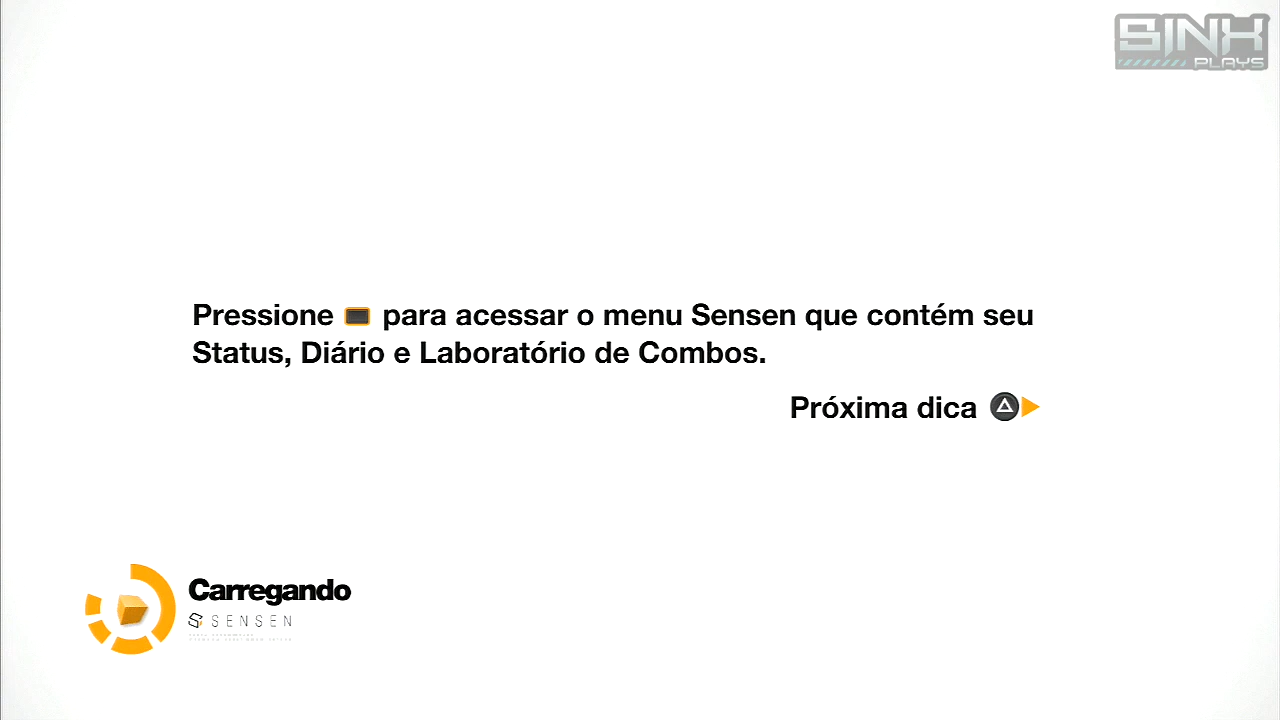 SINX
PLAYS
Pressione para acessar o menu Sensen que contém seu
Status, Diário e Laboratório de Combos.
Próxima dica
Carregando
SENSEN